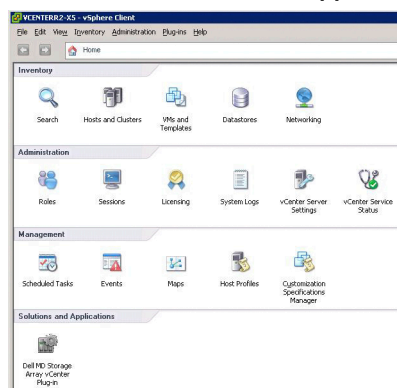 VCENTERR2-X5 - vSphere Client
File Edit View Inventory Administration Plug-ins Help
Home
Inventory
Search
Hosts and Clusters
VMs and
Templates
Datastores
Networking
Administration
Roles
Sessions
Licensing
System Logs
vCenter Server
Settings
vCenter Service
Status
Management
Scheduled Tasks
Events
Maps
Host Profiles
Customization
Specifications
Manager
Solutions and Applications
Dell MD Storage
Array vCenter
Plug-in